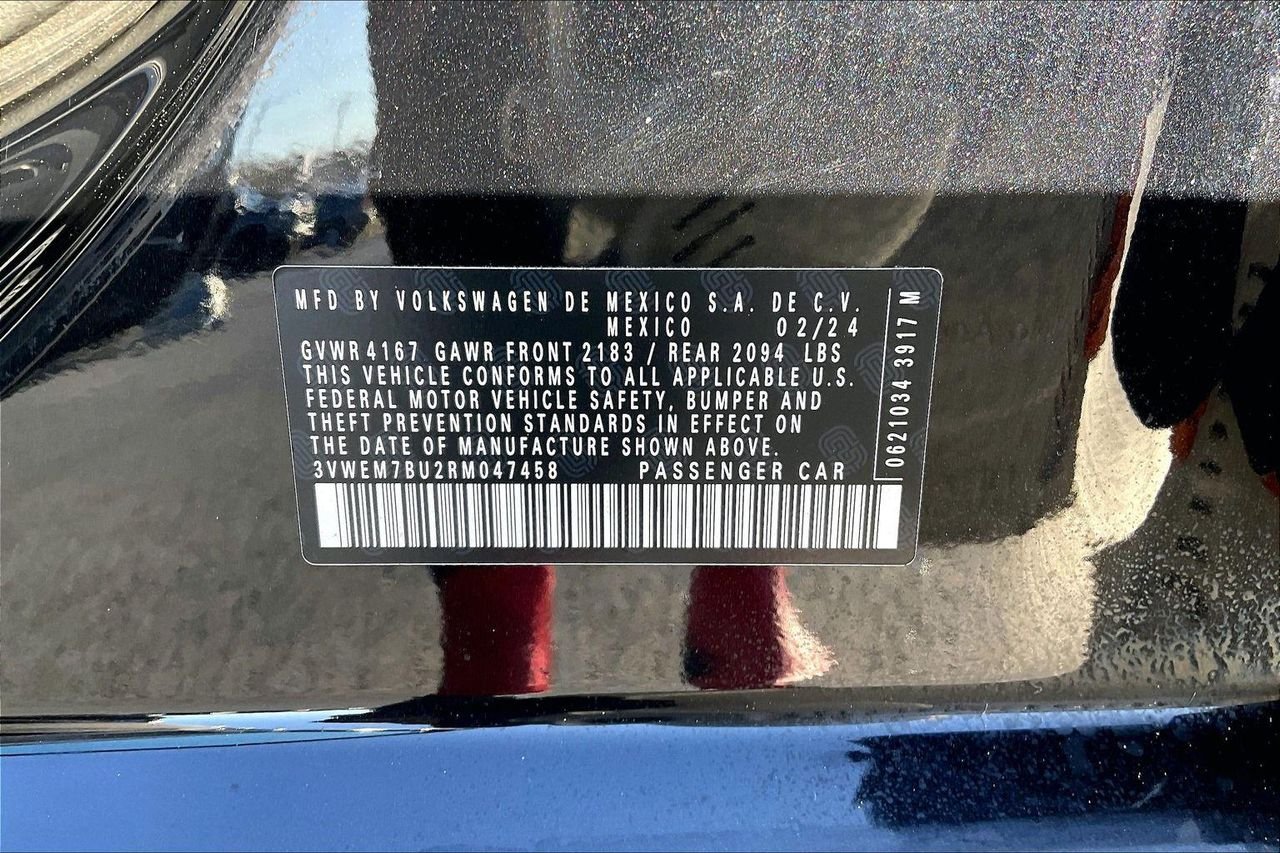 MFD BY VOLKSWAGEN DE MEXICO S.A. DE C.V.
MEXICO 02/24
GVWR 4167 GAWR FRONT 2183 / REAR 2094 LBS
THIS VEHICLE CONFORMS TO ALL APPLICABLE U.S.
FEDERAL MOTOR VEHICLE SAFETY, BUMPER AND
THEFT PREVENTION STANDARDS IN EFFECT ON
THE DATE OF MANUFACTURE SHOWN ABOVE.
3VWEM7BU2RM047458 PASSENGER CAR
0621034 3917 M